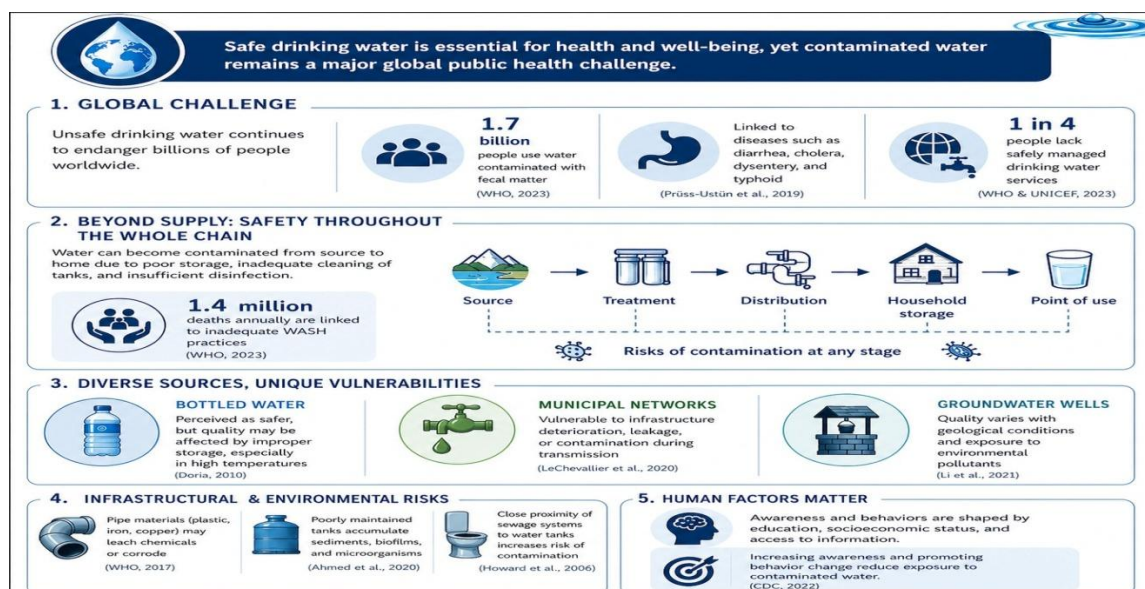 Safe drinking water is essential for health and well-being, yet contaminated water
remains a major global public health challenge.
1. GLOBAL CHALLENGE
Unsafe drinking water continues
to endanger billions of people
worldwide.
1.7
billion
people use water
contaminated with
fecal matter
(WHO, 2023)
Linked to
diseases such as
diarrhea, cholera,
dysentery, and
typhoid
(Prüss-Ustün et al., 2019)
1 in 4
people lack
safely managed
drinking water
services
(WHO & UNICEF, 2023)
2. BEYOND SUPPLY: SAFETY THROUGHOUT
THE WHOLE CHAIN
Water can become contaminated from source to
home due to poor storage, inadequate cleaning of
tanks, and insufficient disinfection.
1.4 million
deaths annually are linked
to inadequate WASH
practices
(WHO, 2023)
Source
Treatment
Distribution
Household
storage
Point of use
Risks of contamination at any stage
3. DIVERSE SOURCES, UNIQUE VULNERABILITIES
BOTTLED WATER
Perceived as safer,
but quality may be
affected by improper
storage, especially
in high temperatures
(Doria, 2010)
MUNICIPAL NETWORKS
Vulnerable to infrastructure
deterioration, leakage,
or contamination during
transmission
(LeChevallier et al., 2020)
GROUNDWATER WELLS
Quality varies with
geological conditions
and exposure to
environmental
pollutants
(Li et al., 2021)
4. INFRASTRUCTURAL & ENVIRONMENTAL RISKS
Pipe materials (plastic,
iron, copper) may
leach chemicals
or corrode
(WHO, 2017)
Poorly maintained
tanks accumulate
sediments, biofilms,
and microorganisms
(Ahmed et al., 2020)
Close proximity of
sewage systems
to water tanks
increases risk of
contamination
(Howard et al., 2006)
5. HUMAN FACTORS MATTER
Awareness and behaviors are shaped by
education, socioeconomic status, and
access to information.
Increasing awareness and promoting
behavior change reduce exposure to
contaminated water.
(CDC, 2022)